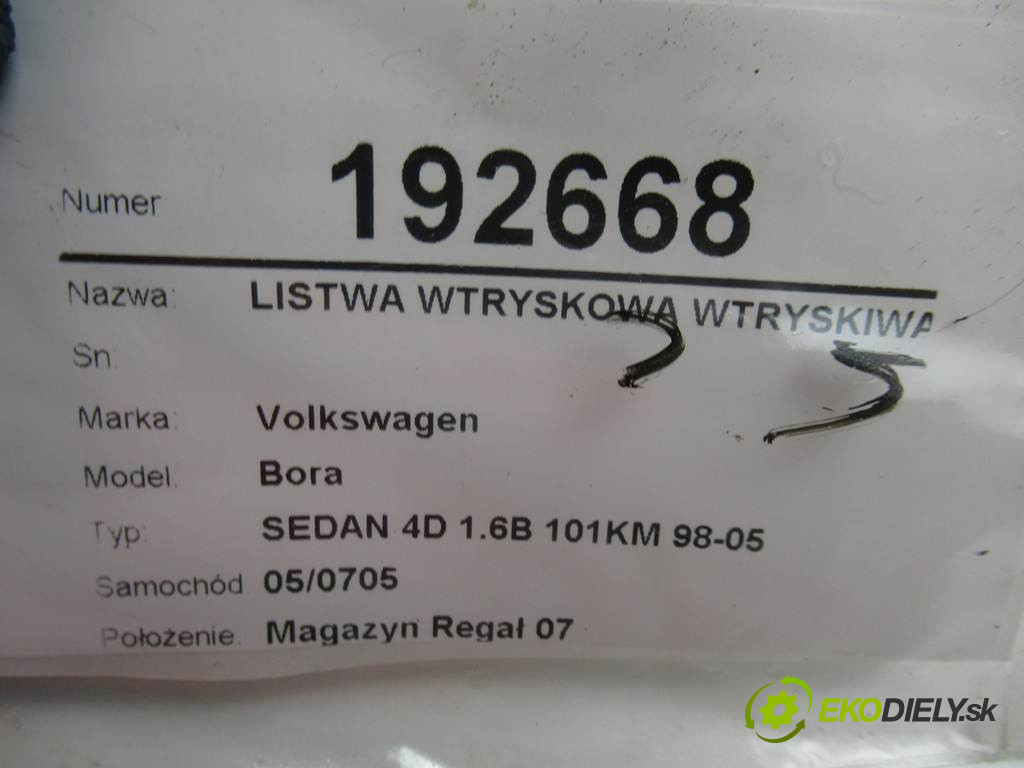 Numer 192668
Nazwa: LISTWA WTRYSKOWA WTRYSKIWA
Sn.
Marka: Volkswagen
Model. Bora
Typ: SEDAN 4D 1.6B 101KM 98-05
Samochód 05/0705
Położenie. Magazyn Regał 07
EKODIELY.sk